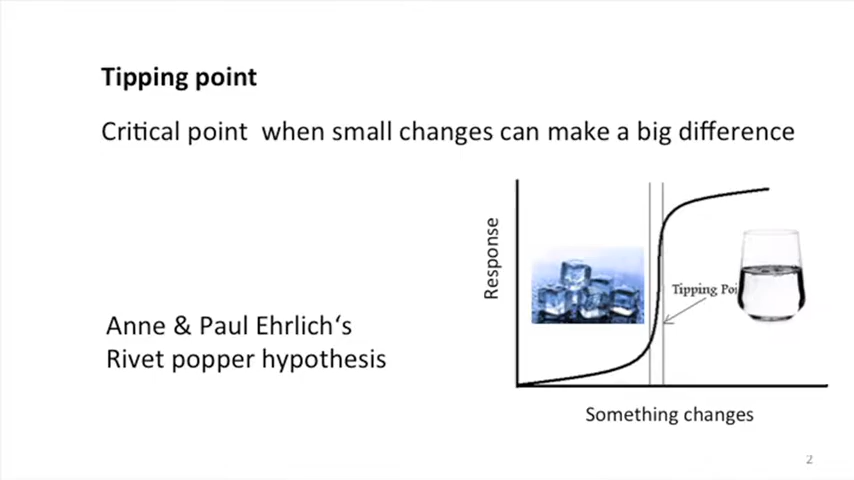 Tipping point
Critical point when small changes can make a big difference
Response
Tipping Poi
Anne & Paul Ehrlich‘s
Rivet popper hypothesis
Something changes
2